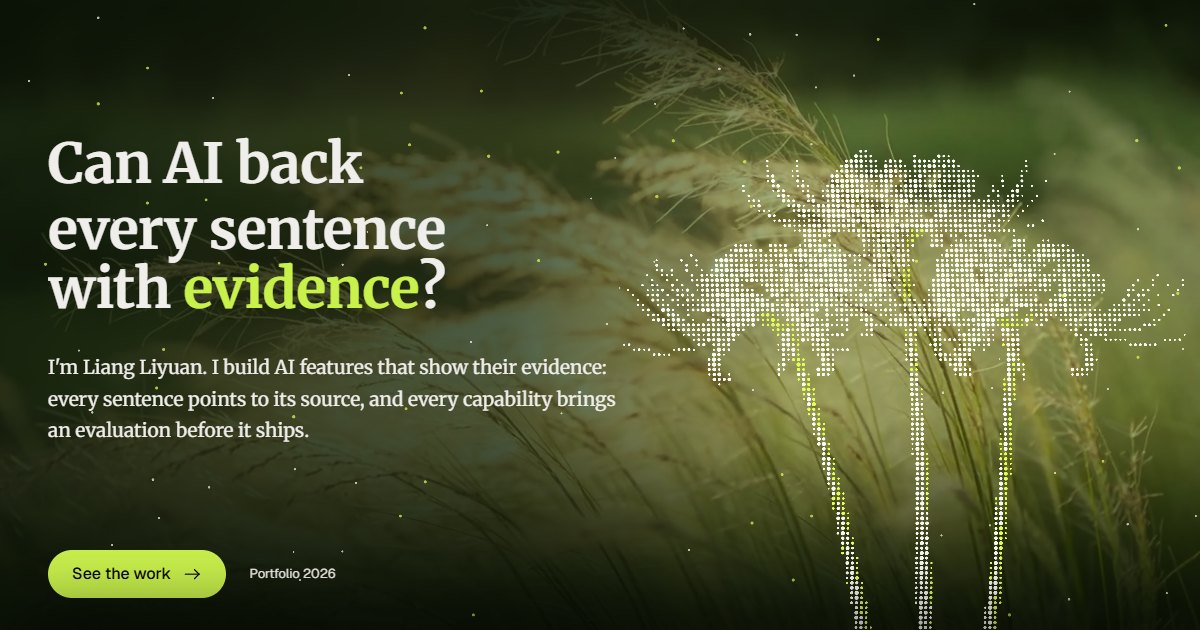 Can AI back
every sentence
with evidence?
I'm Liang Liyuan. I build AI features that show their evidence:
every sentence points to its source, and every capability brings
an evaluation before it ships.
See the work →
Portfolio 2026